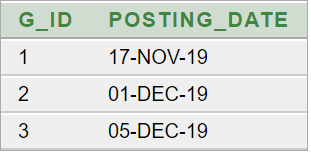 G_ID POSTING_DATE
1 17-NOV-19
2 01-DEC-19
3 05-DEC-19